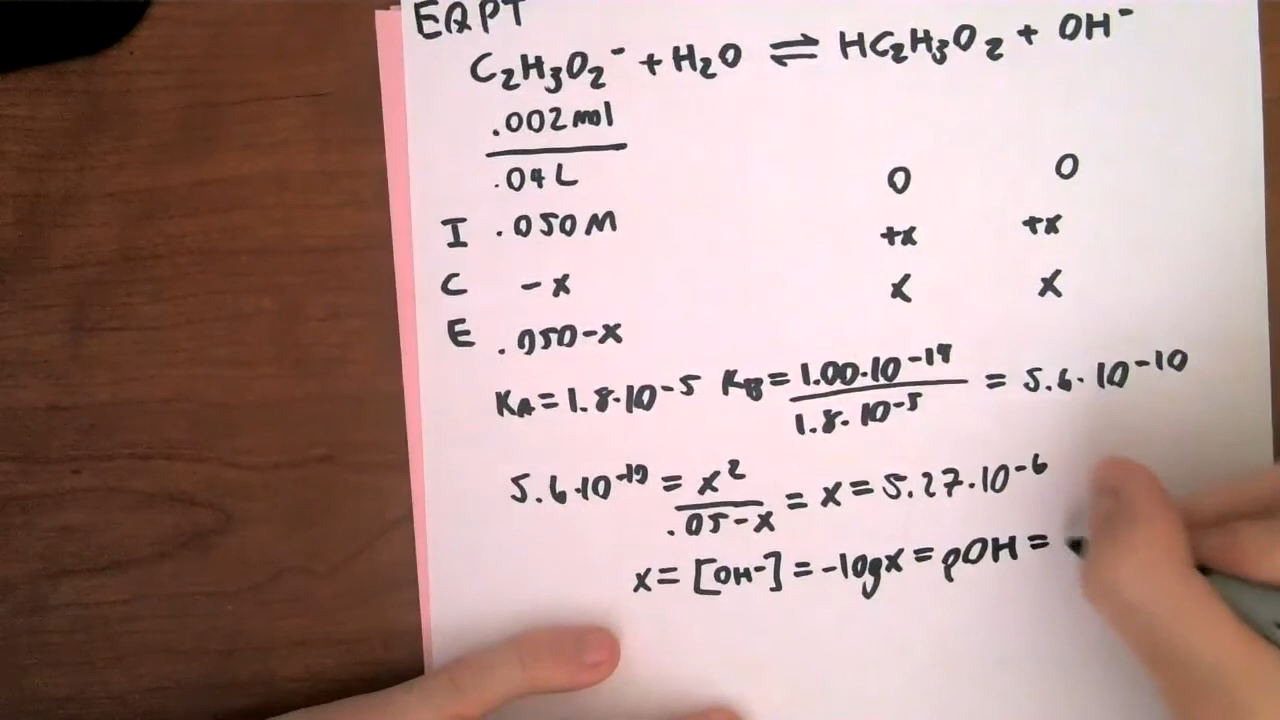 EQPT
C₂H₃O₂⁻ + H₂O ⇌ HC₂H₃O₂ + OH⁻
.002 mol
.04 L
0 0
I .050 M +x +x
C -x x x
E .050-x
KA = 1.8·10⁻⁵ KB = 1.00·10⁻¹⁴ / 1.8·10⁻⁵ = 5.6·10⁻¹⁰
5.6·10⁻¹⁰ = x² / .05-x = x = 5.27·10⁻⁶
x = [OH⁻] = -log x = pOH =